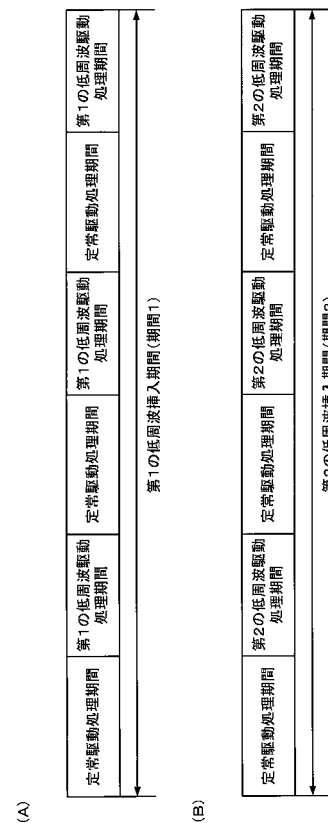 (A)
定常駆動処理期間
第1の低周波駆動
処理期間
定常駆動処理期間
第1の低周波駆動
処理期間
定常駆動処理期間
第1の低周波駆動
処理期間
第1の低周波挿入期間(期間1)
(B)
定常駆動処理期間
第2の低周波駆動
処理期間
定常駆動処理期間
第2の低周波駆動
処理期間
定常駆動処理期間
第2の低周波駆動
処理期間
第2の低周波挿入期間(期間2)